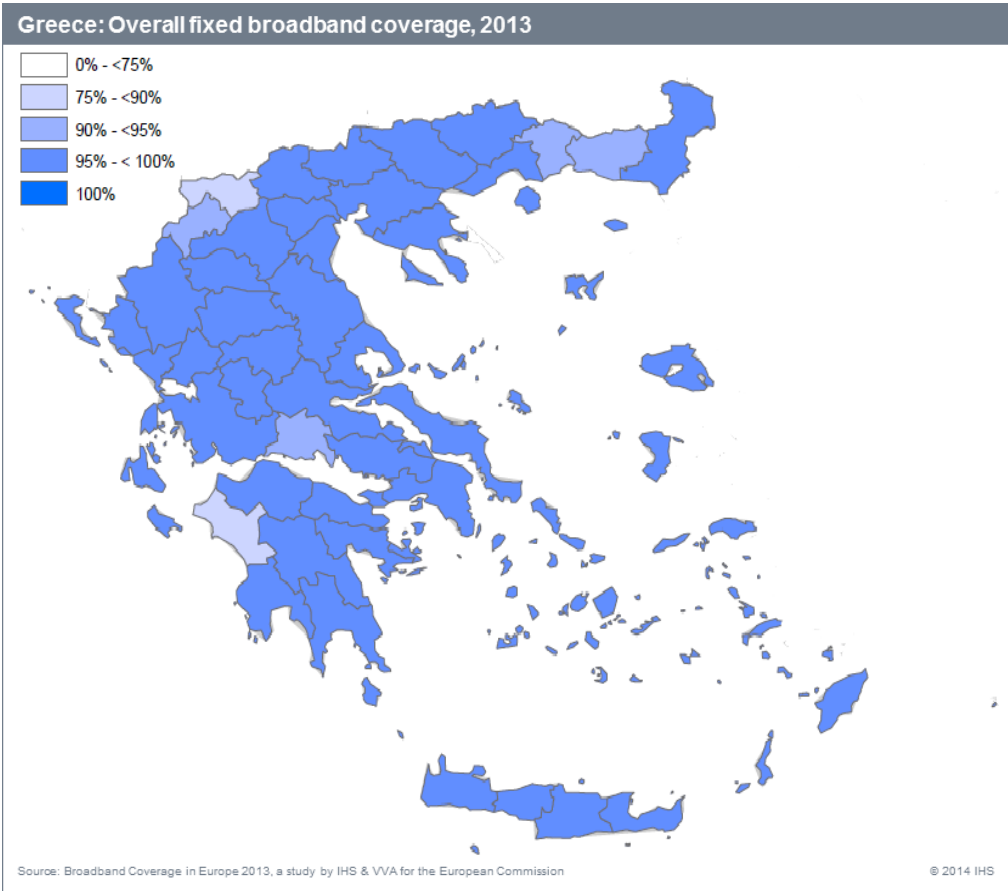 Greece: Overall fixed broadband coverage, 2013
0% - <75%
75% - <90%
90% - <95%
95% - < 100%
100%
Source: Broadband Coverage in Europe 2013, a study by IHS & VVA for the European Commission
© 2014 IHS